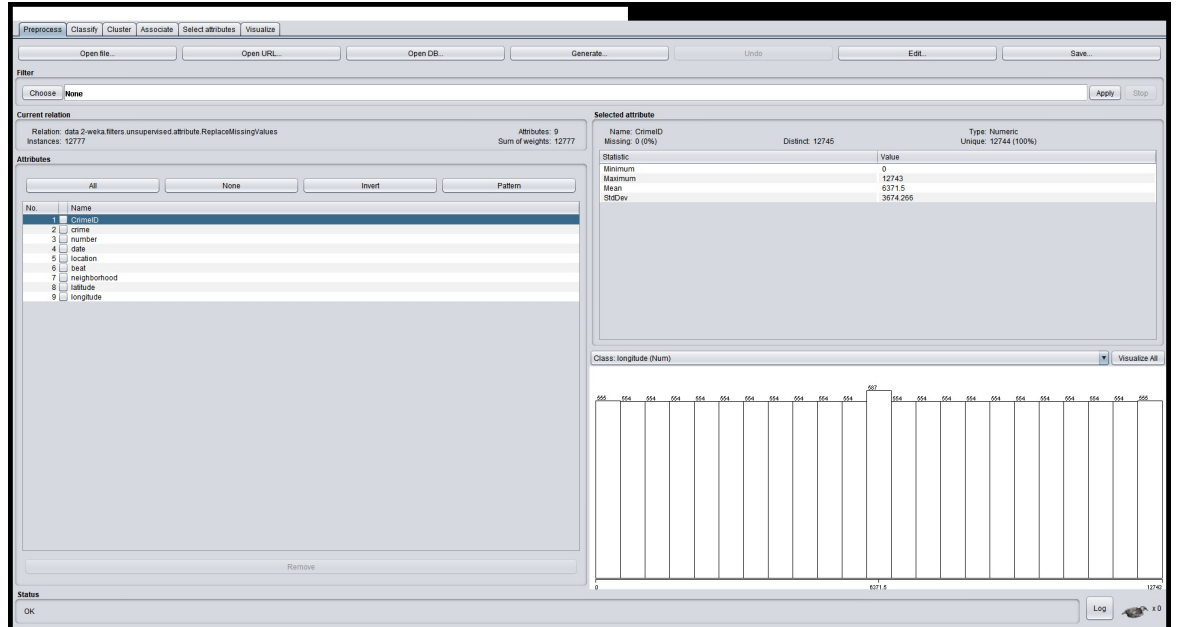 Preprocess Classify Cluster Associate Select attributes Visualize
Open file... Open URL... Open DB... Generate... Undo Edit... Save...
Filter
Choose None Apply Stop
Current relation
Relation: data 2-weka.filters.unsupervised.attribute.ReplaceMissingValues Attributes: 9
Instances: 12777 Sum of weights: 12777
Attributes
All None Invert Pattern
No. Name
1 CrimeID
2 crime
3 number
4 date
5 location
6 beat
7 neighborhood
8 latitude
9 longitude
Remove
Selected attribute
Name: CrimeID Type: Numeric
Missing: 0 (0%) Distinct: 12745 Unique: 12744 (100%)
Statistic Value
Minimum 0
Maximum 12743
Mean 6371.5
StdDev 3674.266
Class: longitude (Num) Visualize All
587
555 554 554 554 554 554 554 554 554 554 554 554 554 554 554 554 554 554 554 554 555
0 6371.5 12743
Status
OK Log x 0